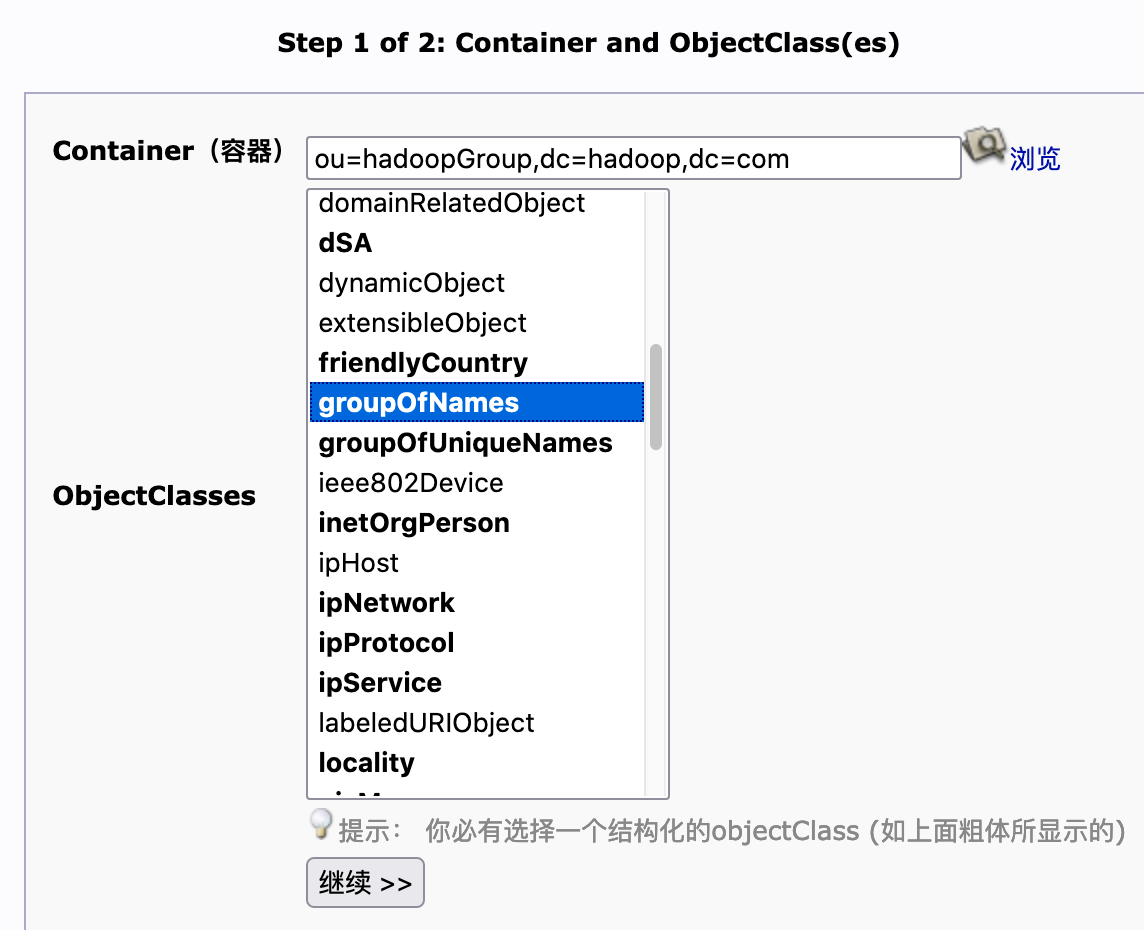 Step 1 of 2: Container and ObjectClass(es)
Container（容器）
ou=hadoopGroup,dc=hadoop,dc=com
浏览
domainRelatedObject
dSA
dynamicObject
extensibleObject
friendlyCountry
groupOfNames
groupOfUniqueNames
ieee802Device
ObjectClasses
inetOrgPerson
ipHost
ipNetwork
ipProtocol
ipService
labeledURIObject
locality
提示： 你必有选择一个结构化的objectClass (如上面粗体所显示的)
继续 >>